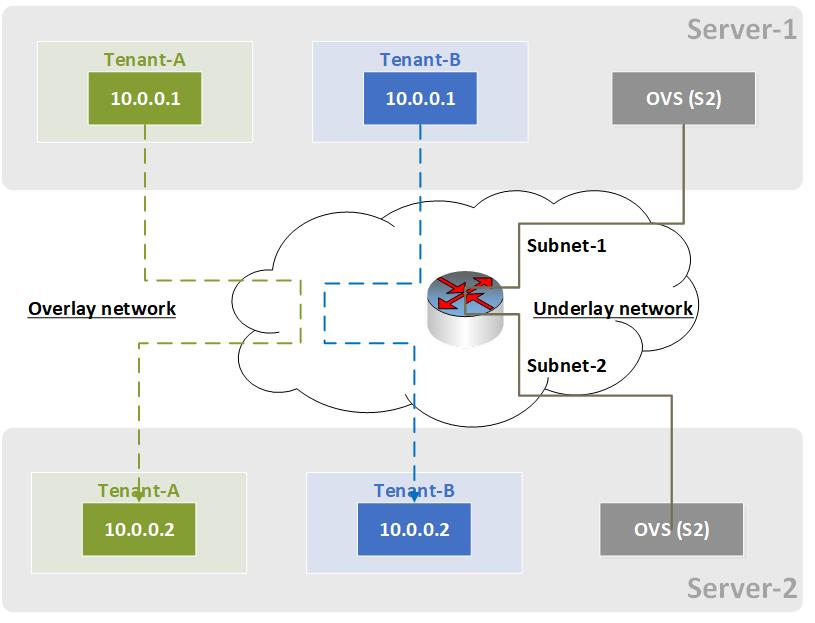 Server-1
Tenant-A
10.0.0.1
Tenant-B
10.0.0.1
OVS (S2)
Subnet-1
Overlay network
Underlay network
Subnet-2
Tenant-A
10.0.0.2
Tenant-B
10.0.0.2
OVS (S2)
Server-2